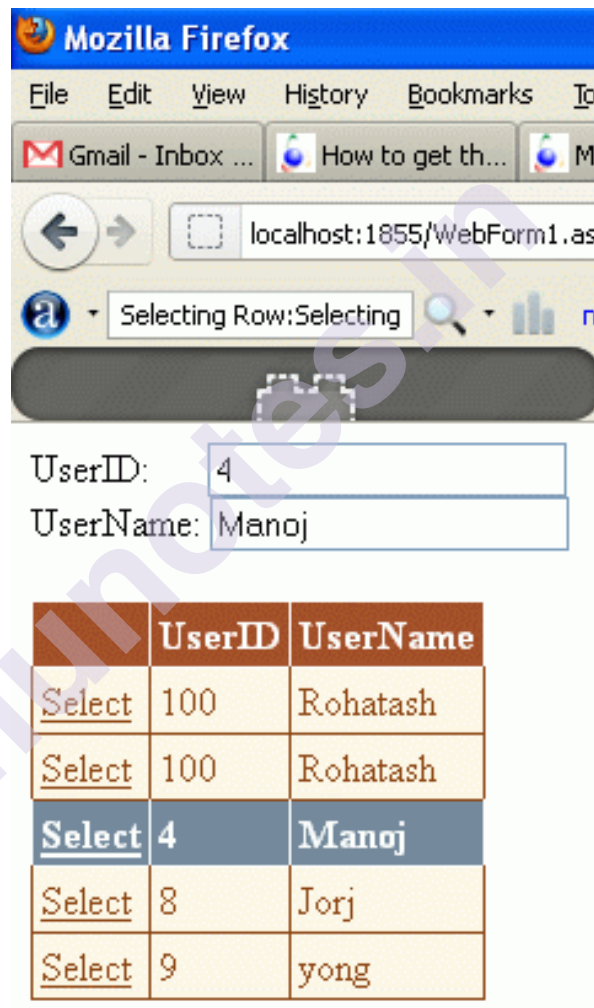 Mozilla Firefox
File Edit View History Bookmarks To
Gmail - Inbox ... How to get th... M
localhost:1855/WebForm1.as
Selecting Row:Selecting
UserID: 4
UserName: Manoj
UserID UserName
Select 100 Rohatash
Select 100 Rohatash
Select 4 Manoj
Select 8 Jorj
Select 9 yong